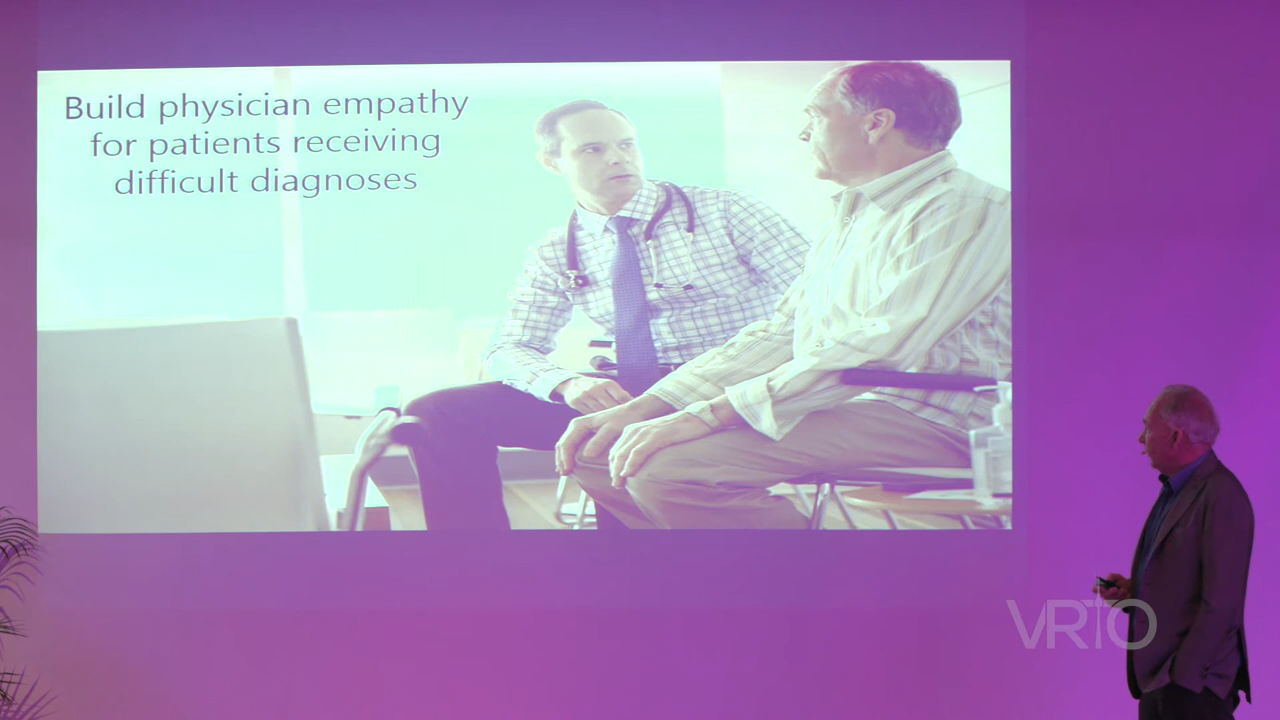 Build physician empathy
for patients receiving
difficult diagnoses
VRTO